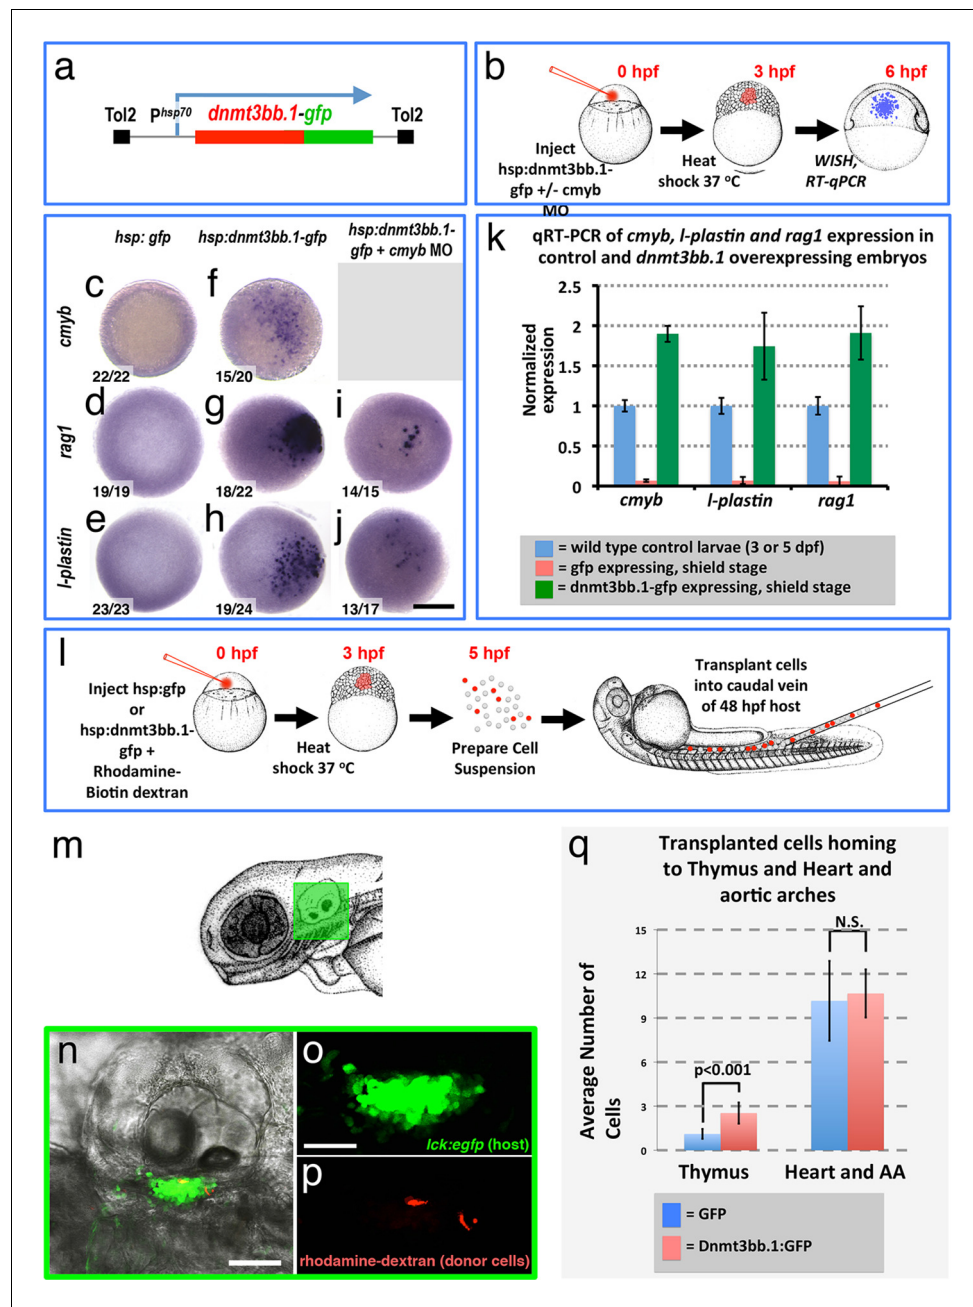 a
Tol2
P^hsp70
dnmt3bb.1-gfp
Tol2
b
0 hpf
3 hpf
6 hpf
Inject
hsp:dnmt3bb.1-
gfp +/- cmyb
MO
Heat
shock 37 °C
WISH,
RT-qPCR
hsp: gfp
hsp:dnmt3bb.1-gfp
hsp:dnmt3bb.1-
gfp + cmyb MO
cmyb
c
22/22
f
15/20
rag1
d
19/19
g
18/22
i
14/15
l-plastin
e
23/23
h
19/24
j
13/17
k
qRT-PCR of cmyb, l-plastin and rag1 expression in
control and dnmt3bb.1 overexpressing embryos
Normalized
expression
2.5
2
1.5
1
0.5
0
cmyb
l-plastin
rag1
= wild type control larvae (3 or 5 dpf)
= gfp expressing, shield stage
= dnmt3bb.1-gfp expressing, shield stage
l
0 hpf
3 hpf
5 hpf
Inject hsp:gfp
or
hsp:dnmt3bb.1-
gfp +
Rhodamine-
Biotin dextran
Heat
shock 37 °C
Prepare Cell
Suspension
Transplant cells
into caudal vein
of 48 hpf host
m
n
o
lck:egfp (host)
p
rhodamine-dextran (donor cells)
q
Transplanted cells homing
to Thymus and Heart and
aortic arches
Average Number of
Cells
15
12
9
6
3
0
p<0.001
N.S.
Thymus
Heart and AA
= GFP
= Dnmt3bb.1:GFP